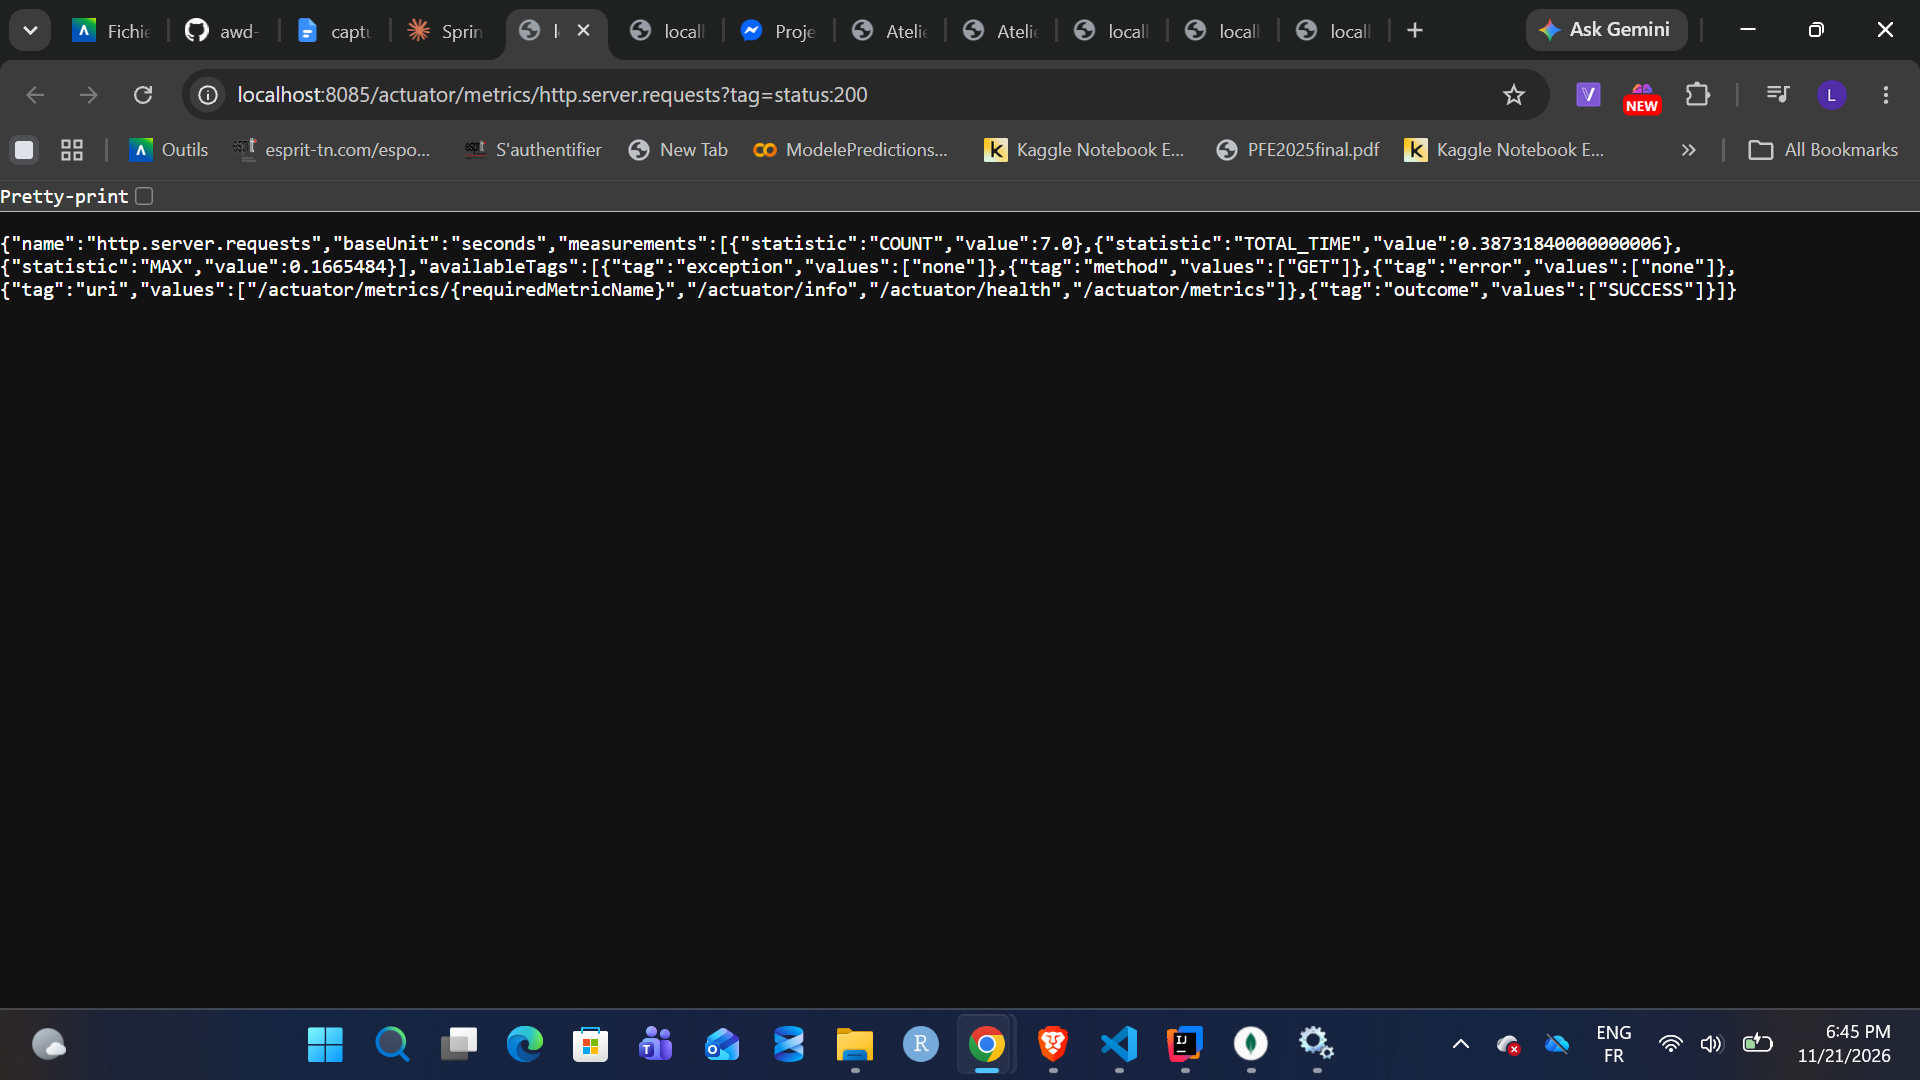 Fichie
awd-
captu
Sprin
l
locall
Proje
Atelie
Atelie
locall
locall
locall
Ask Gemini
localhost:8085/actuator/metrics/http.server.requests?tag=status:200
V
NEW
L
Outils
esprit-tn.com/espo...
S'authentifier
New Tab
ModelePredictions...
Kaggle Notebook E...
PFE2025final.pdf
Kaggle Notebook E...
All Bookmarks
Pretty-print
{"name":"http.server.requests","baseUnit":"seconds","measurements":[{"statistic":"COUNT","value":7.0},{"statistic":"TOTAL_TIME","value":0.38731840000000006},
{"statistic":"MAX","value":0.1665484}],"availableTags":[{"tag":"exception","values":["none"]},{"tag":"method","values":["GET"]},{"tag":"error","values":["none"]},
{"tag":"uri","values":["/actuator/metrics/{requiredMetricName}","/actuator/info","/actuator/health","/actuator/metrics"]},{"tag":"outcome","values":["SUCCESS"]}]}
ENG
FR
6:45 PM
11/21/2026